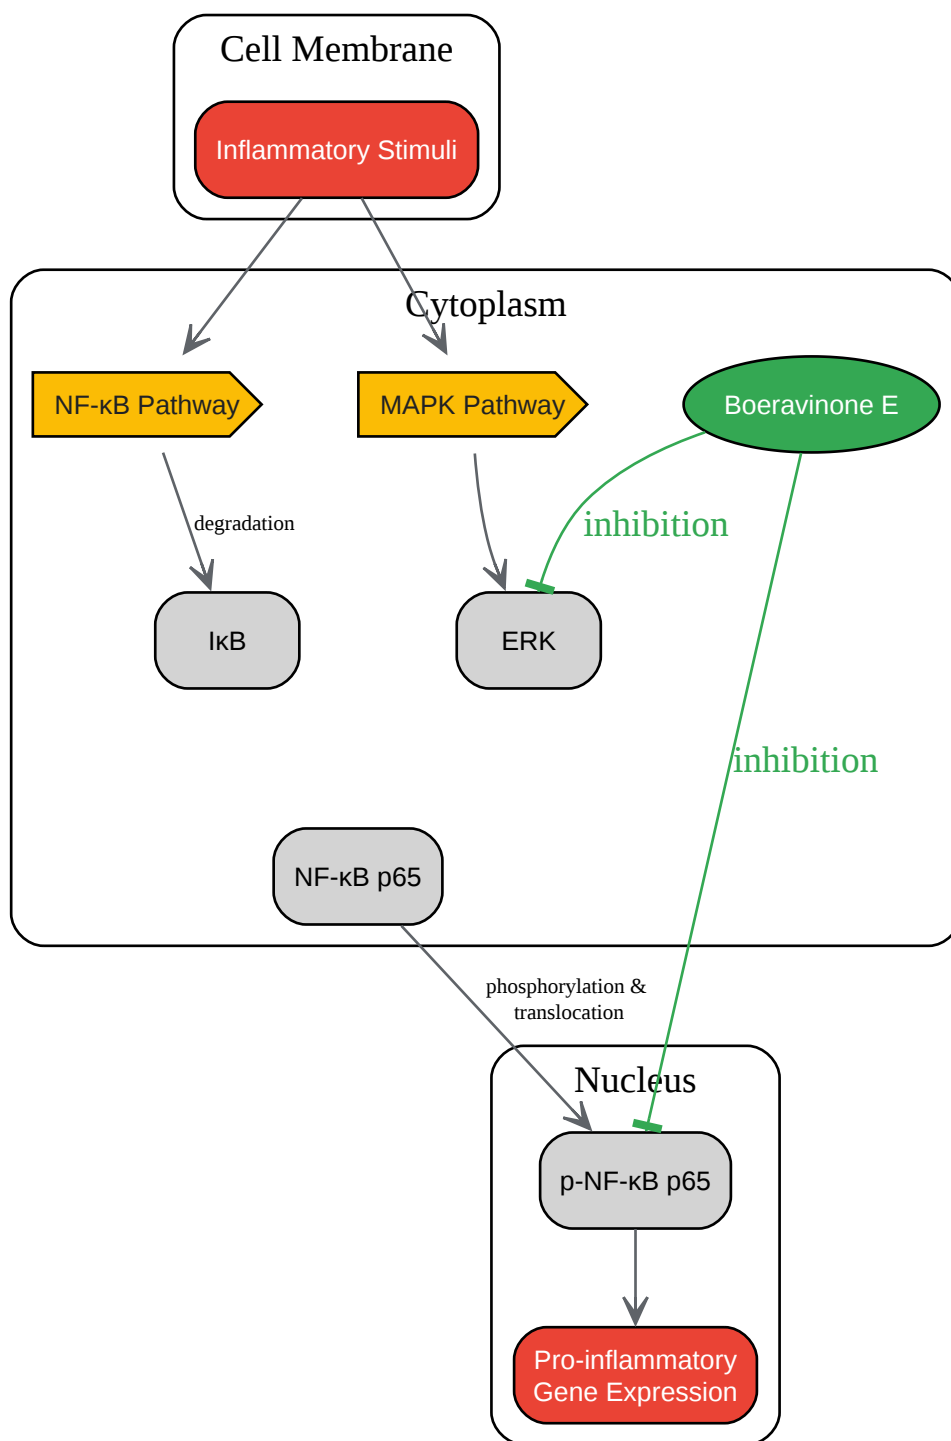 Cell Membrane
Inflammatory Stimuli
Cytoplasm
NF-κB Pathway
MAPK Pathway
Boeravinone E
degradation
inhibition
IκB
ERK
inhibition
NF-κB p65
phosphorylation &
translocation
Nucleus
p-NF-κB p65
Pro-inflammatory
Gene Expression